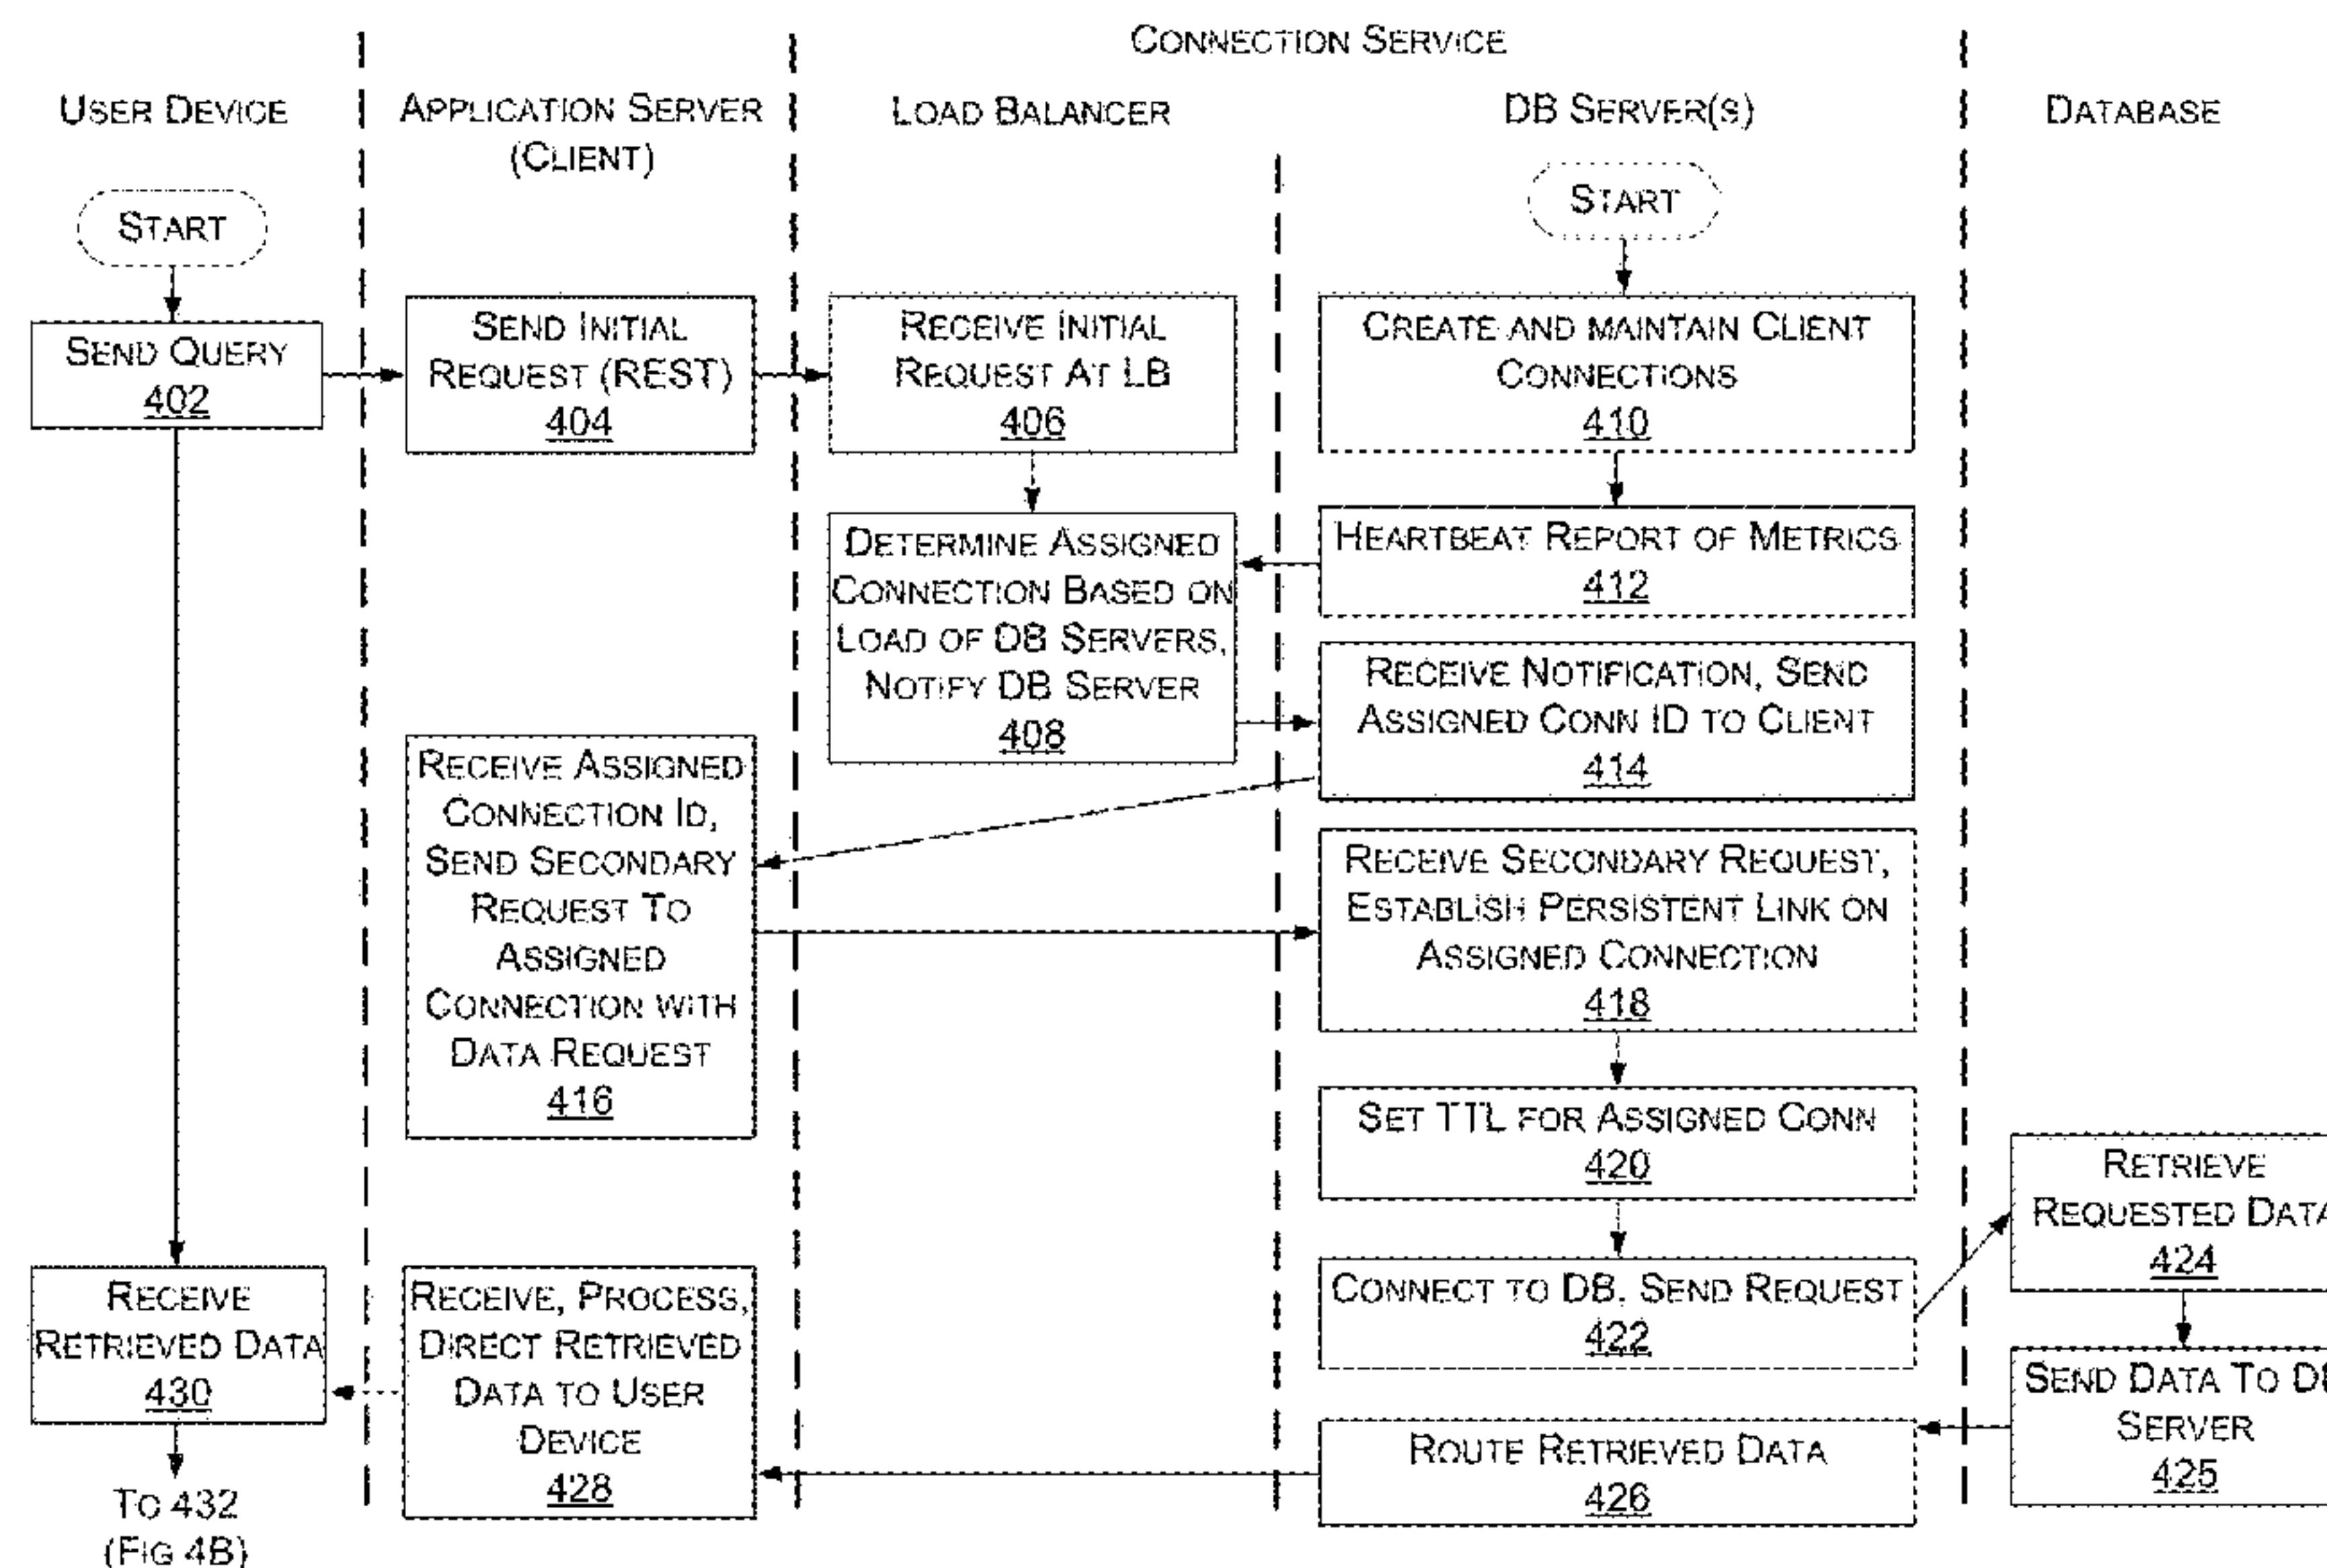 CONNECTION SERVICE
USER DEVICE
APPLICATION SERVER
(CLIENT)
LOAD BALANCER
DB SERVER(S)
DATABASE
START
START
SEND QUERY
402
SEND INITIAL
REQUEST (REST)
404
RECEIVE INITIAL
REQUEST AT LB
406
CREATE AND MAINTAIN CLIENT
CONNECTIONS
410
DETERMINE ASSIGNED
CONNECTION BASED ON
LOAD OF DB SERVERS,
NOTIFY DB SERVER
408
HEARTBEAT REPORT OF METRICS
412
RECEIVE NOTIFICATION, SEND
ASSIGNED CONN ID TO CLIENT
414
RECEIVE ASSIGNED
CONNECTION ID,
SEND SECONDARY
REQUEST TO
ASSIGNED
CONNECTION WITH
DATA REQUEST
416
RECEIVE SECONDARY REQUEST,
ESTABLISH PERSISTENT LINK ON
ASSIGNED CONNECTION
418
SET TTL FOR ASSIGNED CONN
420
CONNECT TO DB, SEND REQUEST
422
RETRIEVE
REQUESTED DATA
424
SEND DATA TO DB
SERVER
425
ROUTE RETRIEVED DATA
426
RECEIVE, PROCESS,
DIRECT RETRIEVED
DATA TO USER
DEVICE
428
RECEIVE
RETRIEVED DATA
430
TO 432
(FIG 4B)